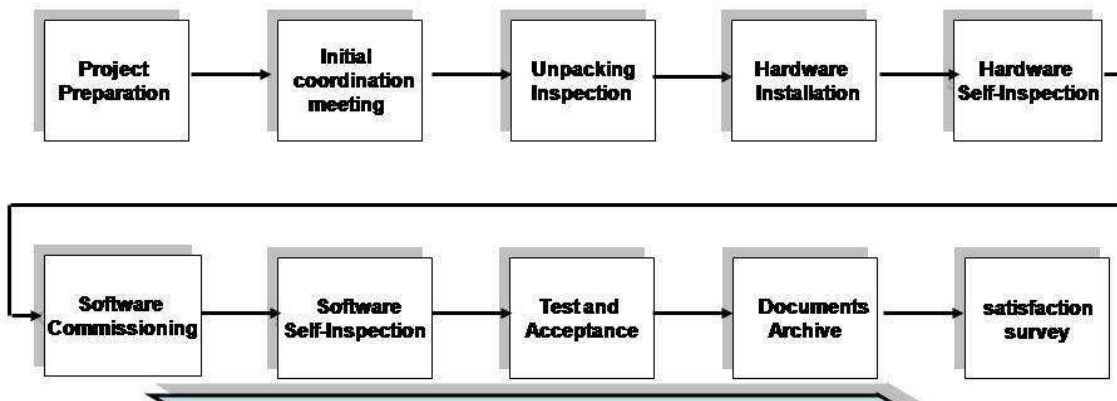 Project
Preparation
Initial
coordination
meeting
Unpacking
Inspection
Hardware
Installation
Hardware
Self-Inspection
Software
Commissioning
Software
Self-Inspection
Test and
Acceptance
Documents
Archive
satisfaction
survey